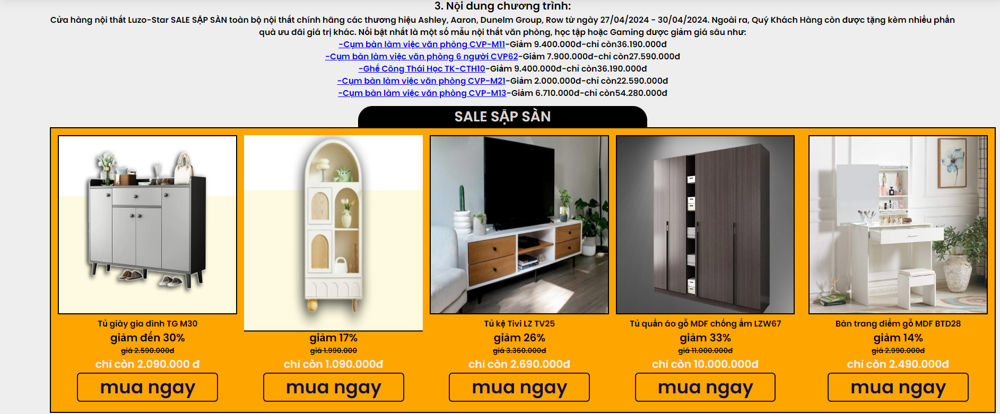 3. Nội dung chương trình:
Cửa hàng nội thất Luzo-Star SALE SẬP SÀN toàn bộ nội thất chính hãng các thương hiệu Ashley, Aaron, Dunelm Group, Row từ ngày 27/04/2024 - 30/04/2024. Ngoài ra, Quý Khách Hàng còn được tặng kèm nhiều phần
quà ưu đãi giá trị khác. Nổi bật nhất là một số mẫu nội thất văn phòng, học tập hoặc Gaming được giảm giá sâu như:
-Cụm bàn làm việc văn phòng CVP-M11-Giảm 9.400.000đ-chỉ còn36.190.000đ
-Cụm bàn làm việc văn phòng 6 người CVP62-Giảm 7.900.000đ-chỉ còn27.590.000đ
-Ghế Công Thái Học TK-CTH10-Giảm 9.400.000đ-chỉ còn36.190.000đ
-Cụm bàn làm việc văn phòng CVP-M21-Giảm 2.000.000đ-chỉ còn22.590.000đ
-Cụm bàn làm việc văn phòng CVP-M13-Giảm 6.710.000đ-chỉ còn54.280.000đ
SALE SẬP SÀN
Tủ giày gia đình TG M30
giảm đến 30%
giá 2.590.000đ
chỉ còn 2.090.000 đ
mua ngay
giảm 17%
giá 1.990.000
chỉ còn 1.090.000đ
mua ngay
Tủ kệ Tivi LZ TV25
giảm 26%
giá 3.360.000đ
chỉ còn 2.690.000đ
mua ngay
Tủ quần áo gỗ MDF chống ẩm LZW67
giảm 33%
giá 11.000.000đ
chỉ còn 10.000.000đ
mua ngay
Bàn trang điểm gỗ MDF BTD28
giảm 14%
giá 2.990.000đ
chỉ còn 2.490.000đ
mua ngay